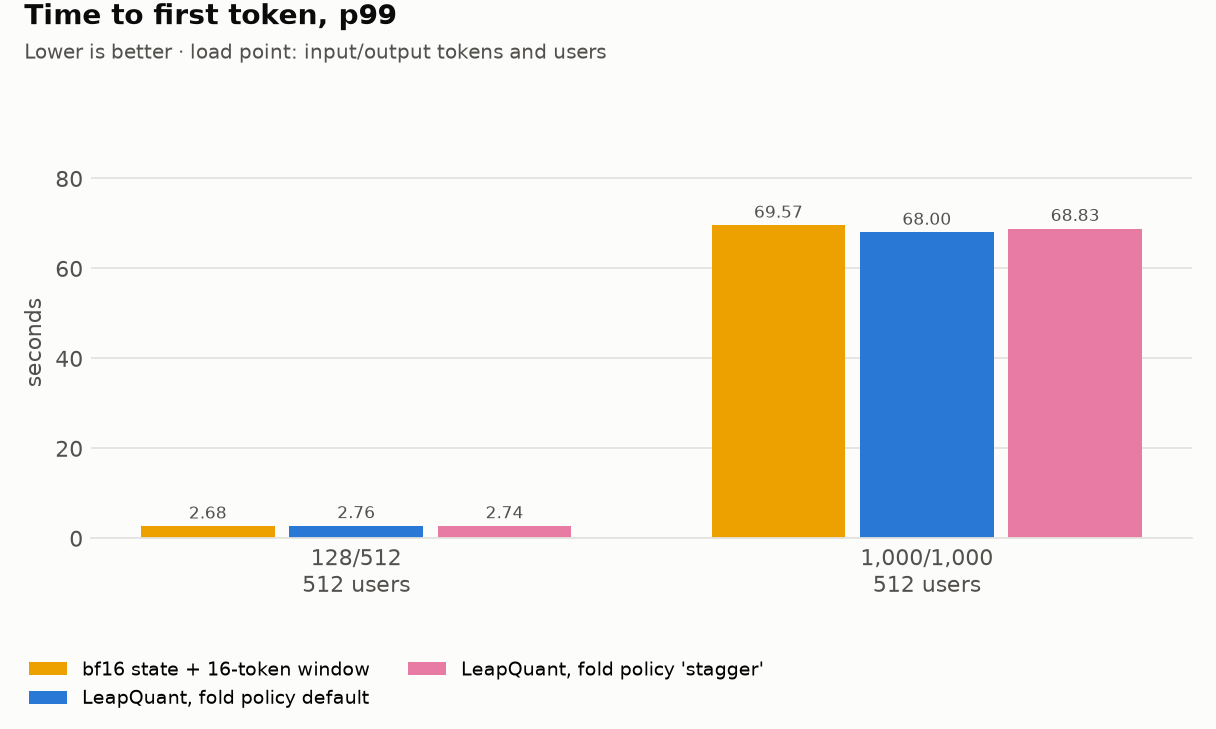 Time to first token, p99
Lower is better · load point: input/output tokens and users
seconds
80
60
40
20
0
2.68
2.76
2.74
69.57
68.00
68.83
128/512
512 users
1,000/1,000
512 users
bf16 state + 16-token window
LeapQuant, fold policy default
LeapQuant, fold policy 'stagger'